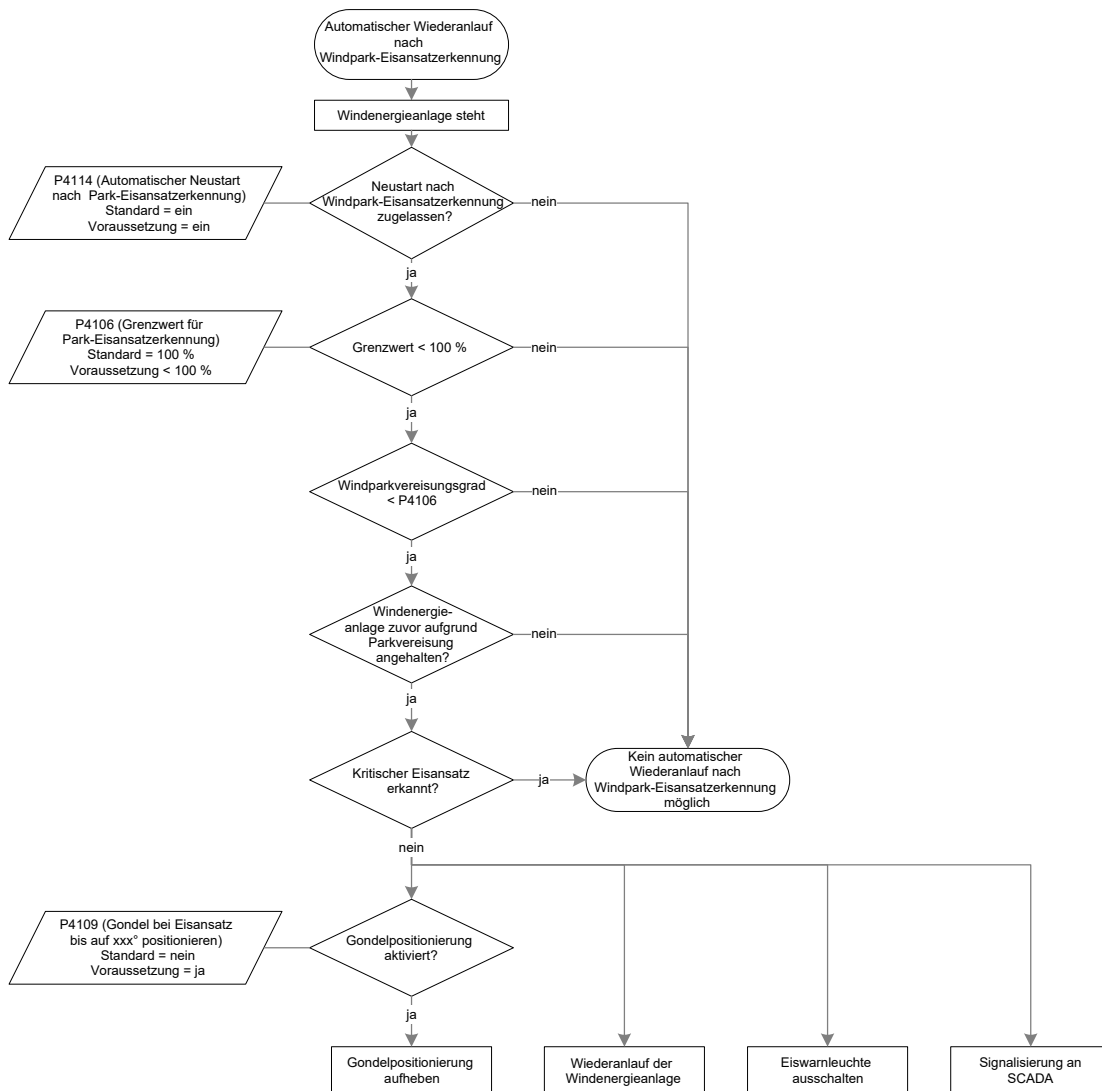 Automatischer Wiederanlauf
nach
Windpark-Eisansatzerkennung
Windenergieanlage steht
P4114 (Automatischer Neustart
nach Park-Eisansatzerkennung)
Standard = ein
Voraussetzung = ein
Neustart nach
Windpark-Eisansatzerkennung
zugelassen?
nein
ja
P4106 (Grenzwert für
Park-Eisansatzerkennung)
Standard = 100 %
Voraussetzung < 100 %
Grenzwert < 100 %
nein
ja
Windparkvereisungsgrad
< P4106
nein
ja
Windenergie-
anlage zuvor aufgrund
Parkvereisung
angehalten?
nein
ja
Kritischer Eisansatz
erkannt?
ja
Kein automatischer
Wiederanlauf nach
Windpark-Eisansatzerkennung
möglich
nein
P4109 (Gondel bei Eisansatz
bis auf xxx° positionieren)
Standard = nein
Voraussetzung = ja
Gondelpositionierung
aktiviert?
ja
Gondelpositionierung
aufheben
Wiederanlauf der
Windenergieanlage
Eiswarnleuchte
ausschalten
Signalisierung an
SCADA